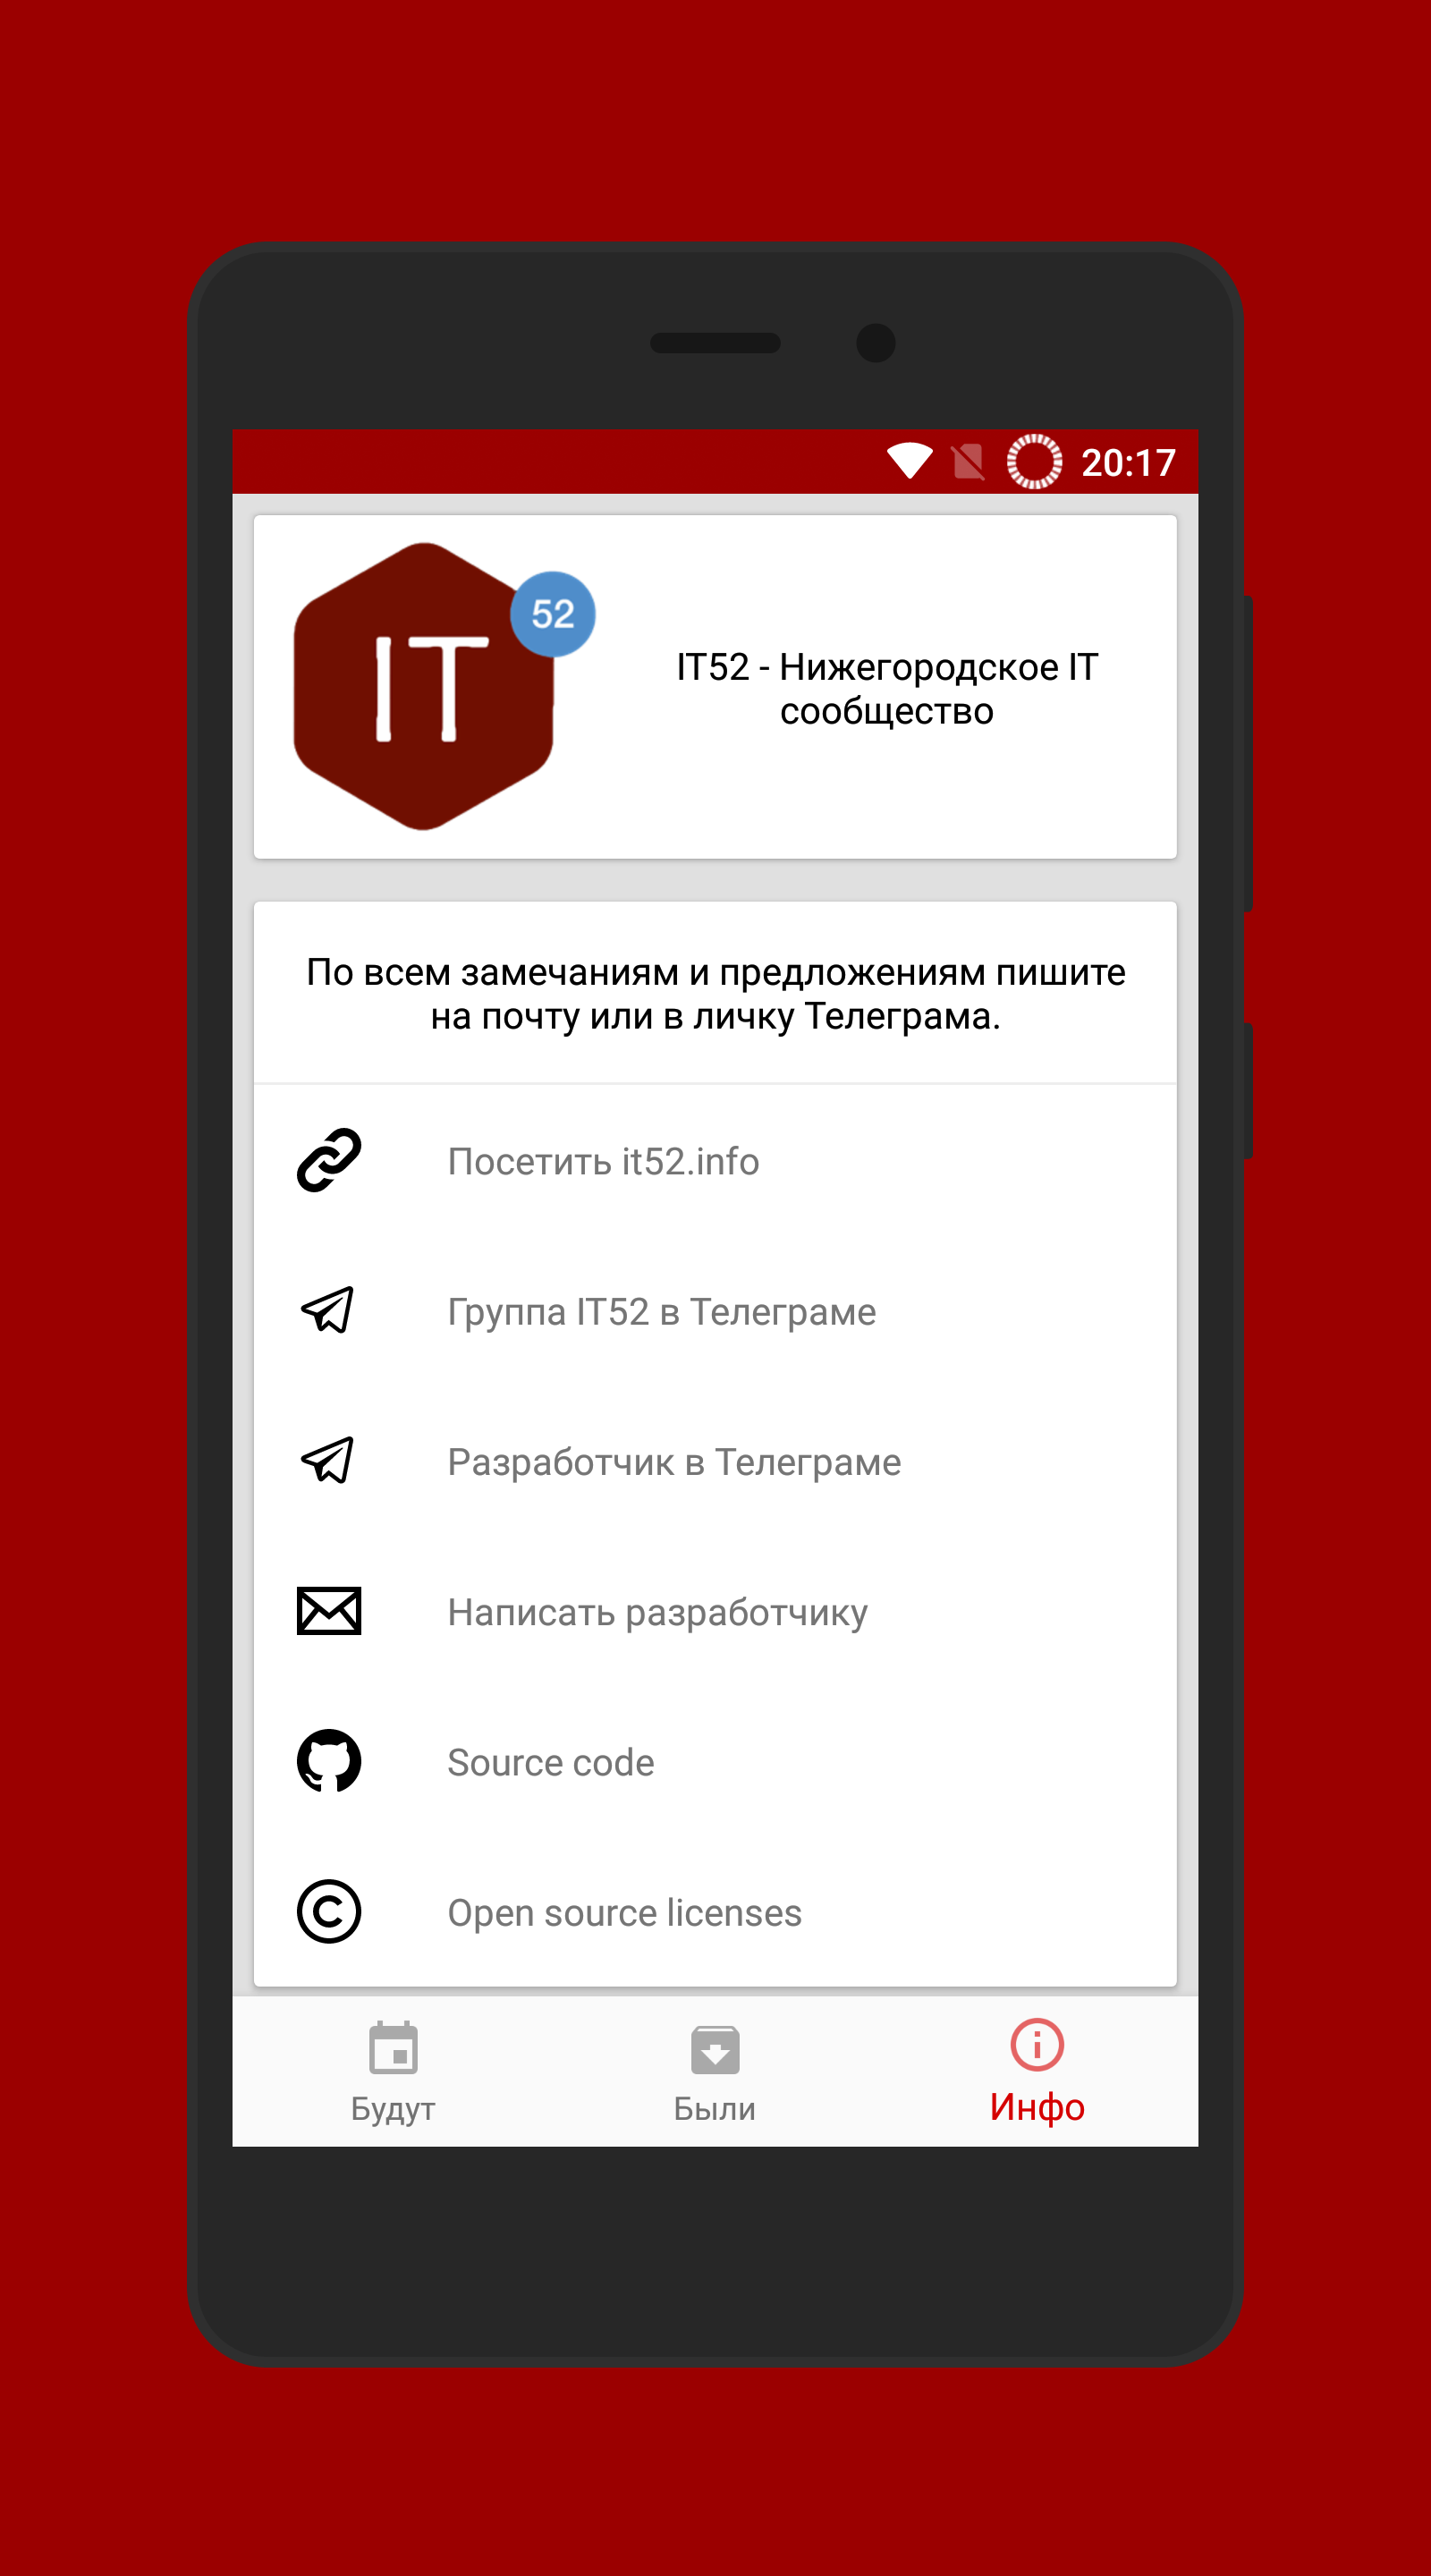 20:17
IT
52
IT52 - Нижегородское IT
сообщество
По всем замечаниям и предложениям пишите
на почту или в личку Телеграма.
Посетить it52.info
Группа IT52 в Телеграме
Разработчик в Телеграме
Написать разработчику
Source code
Open source licenses
Будут
Были
Инфо